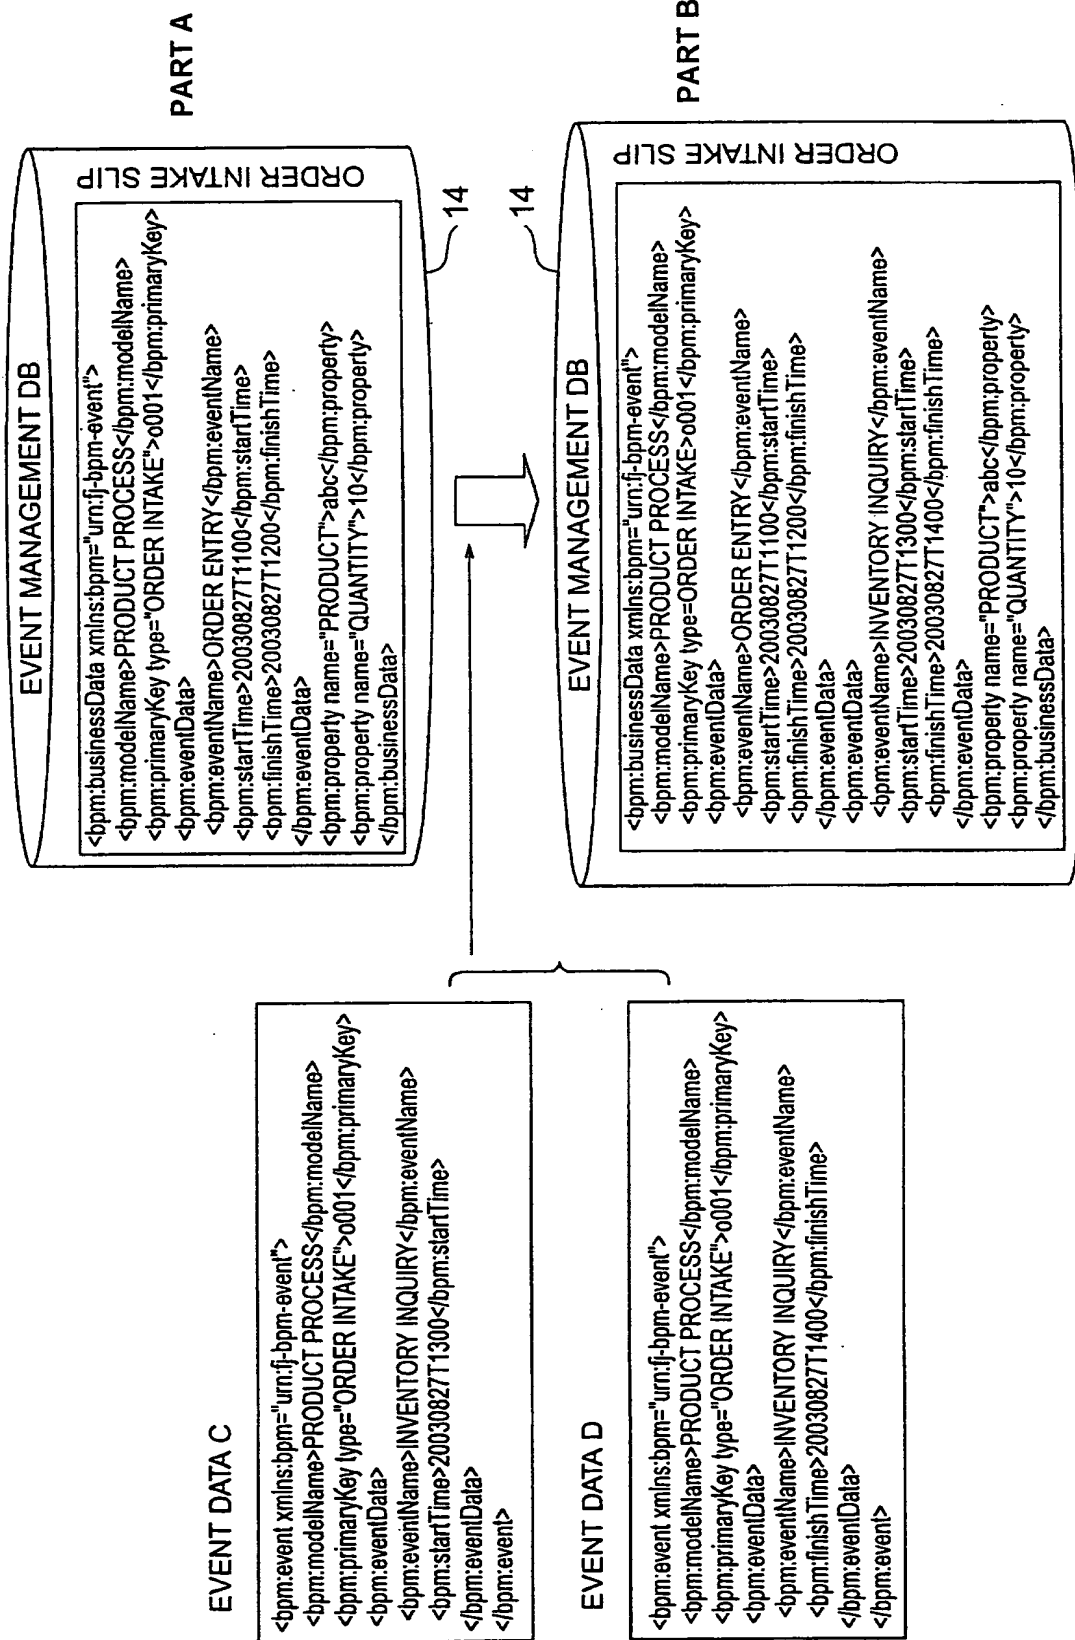 EVENT DATA C
<bpm:event xmlns:bpm="urn:fj-bpm-event">
<bpm:modelName>PRODUCT PROCESS</bpm:modelName>
<bpm:primaryKey type="ORDER INTAKE">o001</bpm:primaryKey>
<bpm:eventData>
<bpm:eventName>INVENTORY INQUIRY</bpm:eventName>
<bpm:startTime>20030827T1300</bpm:startTime>
</bpm:eventData>
</bpm:event>
EVENT DATA D
<bpm:event xmlns:bpm="urn:fj-bpm-event">
<bpm:modelName>PRODUCT PROCESS</bpm:modelName>
<bpm:primaryKey type="ORDER INTAKE">o001</bpm:primaryKey>
<bpm:eventData>
<bpm:eventName>INVENTORY INQUIRY</bpm:eventName>
<bpm:finishTime>20030827T1400</bpm:finishTime>
</bpm:eventData>
</bpm:event>
PART A
EVENT MANAGEMENT DB
ORDER INTAKE SLIP
<bpm:businessData xmlns:bpm="urn:fj-bpm-event">
<bpm:modelName>PRODUCT PROCESS</bpm:modelName>
<bpm:primaryKey type="ORDER INTAKE">o001</bpm:primaryKey>
<bpm:eventData>
<bpm:eventName>ORDER ENTRY</bpm:eventName>
<bpm:startTime>20030827T1100</bpm:startTime>
<bpm:finishTime>20030827T1200</bpm:finishTime>
</bpm:eventData>
<bpm:property name="PRODUCT">abc</bpm:property>
<bpm:property name="QUANTITY">10</bpm:property>
</bpm:businessData>
14
14
PART B
EVENT MANAGEMENT DB
ORDER INTAKE SLIP
<bpm:businessData xmlns:bpm="urn:fj-bpm-event">
<bpm:modelName>PRODUCT PROCESS</bpm:modelName>
<bpm:primaryKey type=ORDER INTAKE>o001</bpm:primaryKey>
<bpm:eventData>
<bpm:eventName>ORDER ENTRY</bpm:eventName>
<bpm:startTime>20030827T1100</bpm:startTime>
<bpm:finishTime>20030827T1200</bpm:finishTime>
</bpm:eventData>
<bpm:eventData>
<bpm:eventName>INVENTORY INQUIRY</bpm:eventName>
<bpm:startTime>20030827T1300</bpm:startTime>
<bpm:finishTime>20030827T1400</bpm:finishTime>
</bpm:eventData>
<bpm:property name="PRODUCT">abc</bpm:property>
<bpm:property name="QUANTITY">10</bpm:property>
</bpm:businessData>